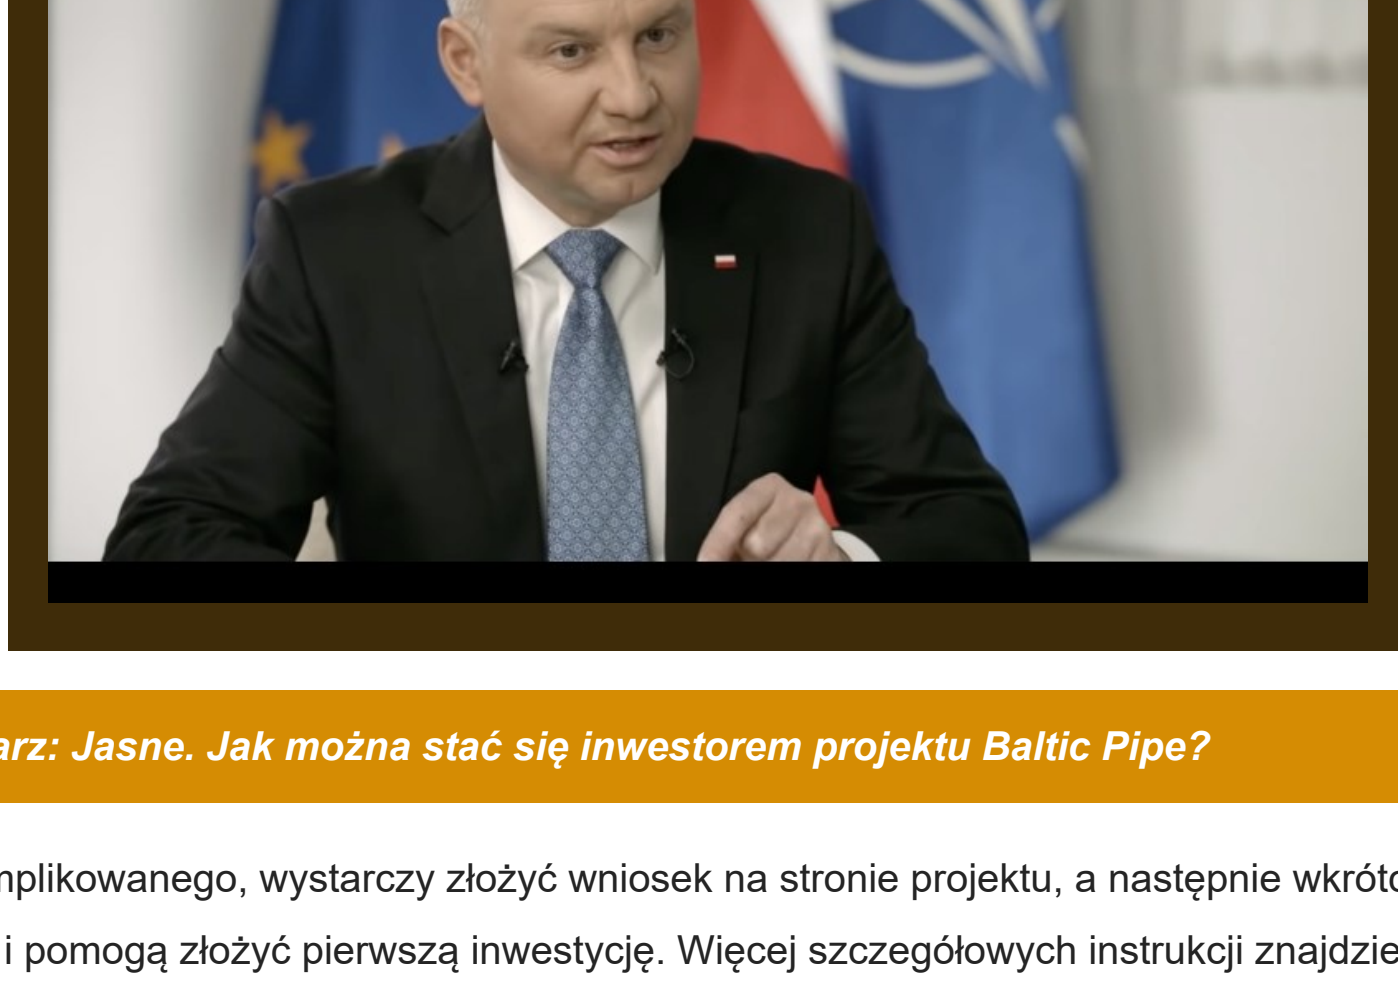 arz: Jasne. Jak można stać się inwestorem projektu Baltic Pipe?
mplikowanego, wystarczy złożyć wniosek na stronie projektu, a następnie wkróto
i pomogą złożyć pierwszą inwestycję. Więcej szczegółowych instrukcji znajdzie